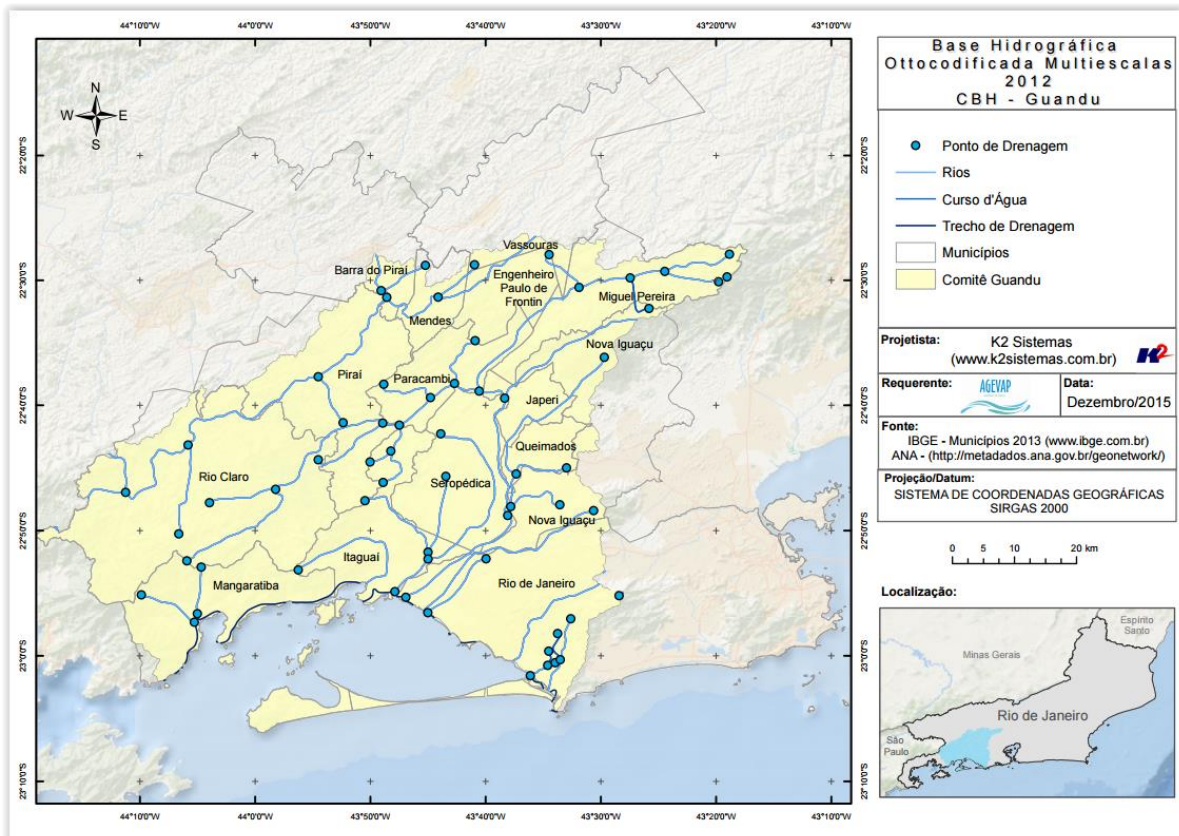 44°10'0"W 44°0'0"W 43°50'0"W 43°40'0"W 43°30'0"W 43°20'0"W 43°10'0"W
N
W E
S
22°20'0"S 22°20'0"S
Vassouras
Barra do Piraí
Engenheiro
Paulo de
Frontin
22°30'0"S 22°30'0"S
Miguel Pereira
Mendes
Nova Iguaçu
Piraí
Paracambi
Japeri
22°40'0"S 22°40'0"S
Queimados
Rio Claro
Seropédica
Nova Iguaçu
22°50'0"S 22°50'0"S
Itaguaí
Mangaratiba
Rio de Janeiro
23°0'0"S 23°0'0"S
23°10'0"S 23°10'0"S
44°10'0"W 44°0'0"W 43°50'0"W 43°40'0"W 43°30'0"W 43°20'0"W 43°10'0"W
Base Hidrográfica
Ottocodificada Multiescalas
2012
CBH - Guandu
Ponto de Drenagem
Rios
Curso d'Água
Trecho de Drenagem
Municípios
Comitê Guandu
Projetista: K2 Sistemas
(www.k2sistemas.com.br)
K2
Requerente:
AGEVAP
Data:
Dezembro/2015
Fonte:
IBGE - Municípios 2013 (www.ibge.com.br)
ANA - (http://metadados.ana.gov.br/geonetwork/)
Projeção/Datum:
SISTEMA DE COORDENADAS GEOGRÁFICAS
SIRGAS 2000
0 5 10 20 km
Localização:
Espírito
Santo
Minas Gerais
Rio de Janeiro
São
Paulo